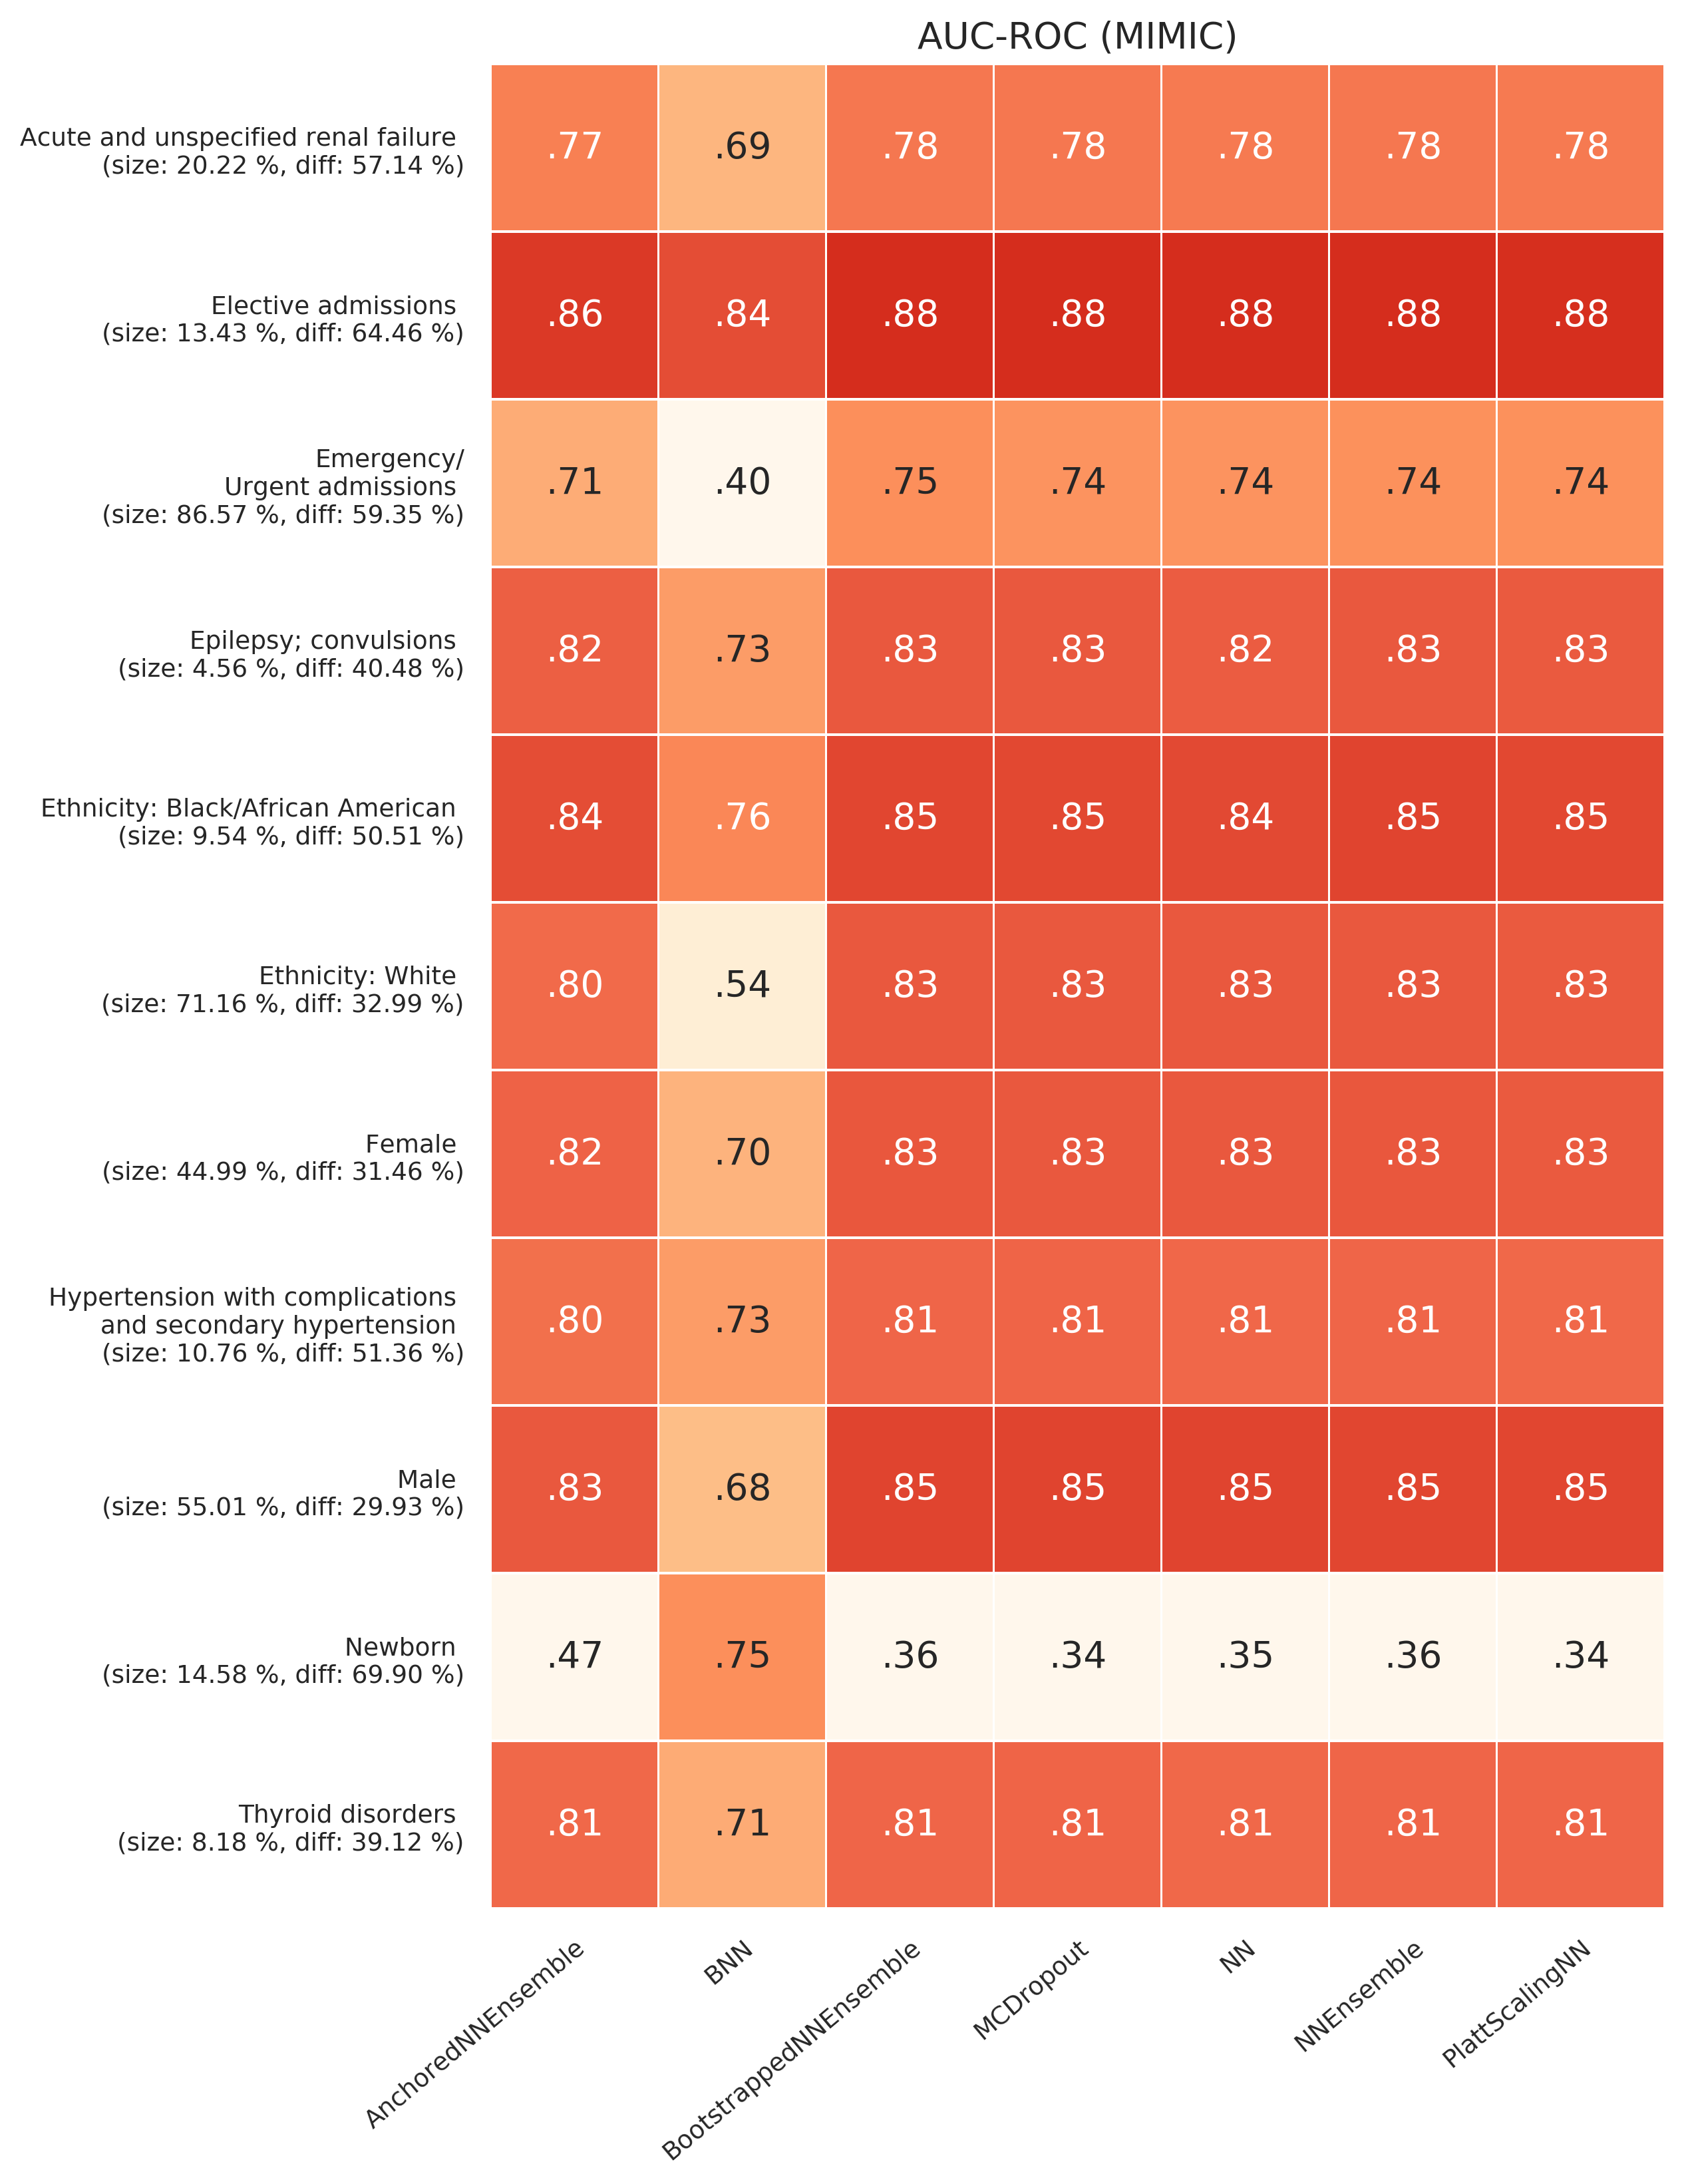 AUC-ROC (MIMIC)
Acute and unspecified renal failure
(size: 20.22 %, diff: 57.14 %)
.77 .69 .78 .78 .78 .78 .78
Elective admissions
(size: 13.43 %, diff: 64.46 %)
.86 .84 .88 .88 .88 .88 .88
Emergency/
Urgent admissions
(size: 86.57 %, diff: 59.35 %)
.71 .40 .75 .74 .74 .74 .74
Epilepsy; convulsions
(size: 4.56 %, diff: 40.48 %)
.82 .73 .83 .83 .82 .83 .83
Ethnicity: Black/African American
(size: 9.54 %, diff: 50.51 %)
.84 .76 .85 .85 .84 .85 .85
Ethnicity: White
(size: 71.16 %, diff: 32.99 %)
.80 .54 .83 .83 .83 .83 .83
Female
(size: 44.99 %, diff: 31.46 %)
.82 .70 .83 .83 .83 .83 .83
Hypertension with complications
and secondary hypertension
(size: 10.76 %, diff: 51.36 %)
.80 .73 .81 .81 .81 .81 .81
Male
(size: 55.01 %, diff: 29.93 %)
.83 .68 .85 .85 .85 .85 .85
Newborn
(size: 14.58 %, diff: 69.90 %)
.47 .75 .36 .34 .35 .36 .34
Thyroid disorders
(size: 8.18 %, diff: 39.12 %)
.81 .71 .81 .81 .81 .81 .81
AnchoredNNEnsemble
BNN
BootstrappedNNEnsemble
MCDropout
NN
NNEnsemble
PlattScalingNN